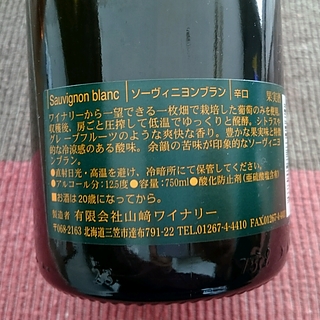 Sauvignon blanc | ソーヴィニヨンブラン | 辛口 果実酒
ワイナリーから一望できる一枚畑で栽培した葡萄のみを使用。
収穫後、房ごと圧搾して低温でゆっくりと醗酵。シトラスや
グレープフルーツのような爽快な香り。豊かな果実味と特徴
的な冷涼感のある酸味。余韻の苦味が印象的なソーヴィニヨ
ンブラン。
●直射日光・高温を避け、冷暗所にて保管してください。
●アルコール分:12.5度●容量:750ml●酸化防止剤(亜硫酸塩含有)
■お酒は20歳になってから。
製造者 有限会社山﨑ワイナリー
〒068-2163 北海道三笠市達布791-22 TEL.01267-4-4410 FAX.01267-4-